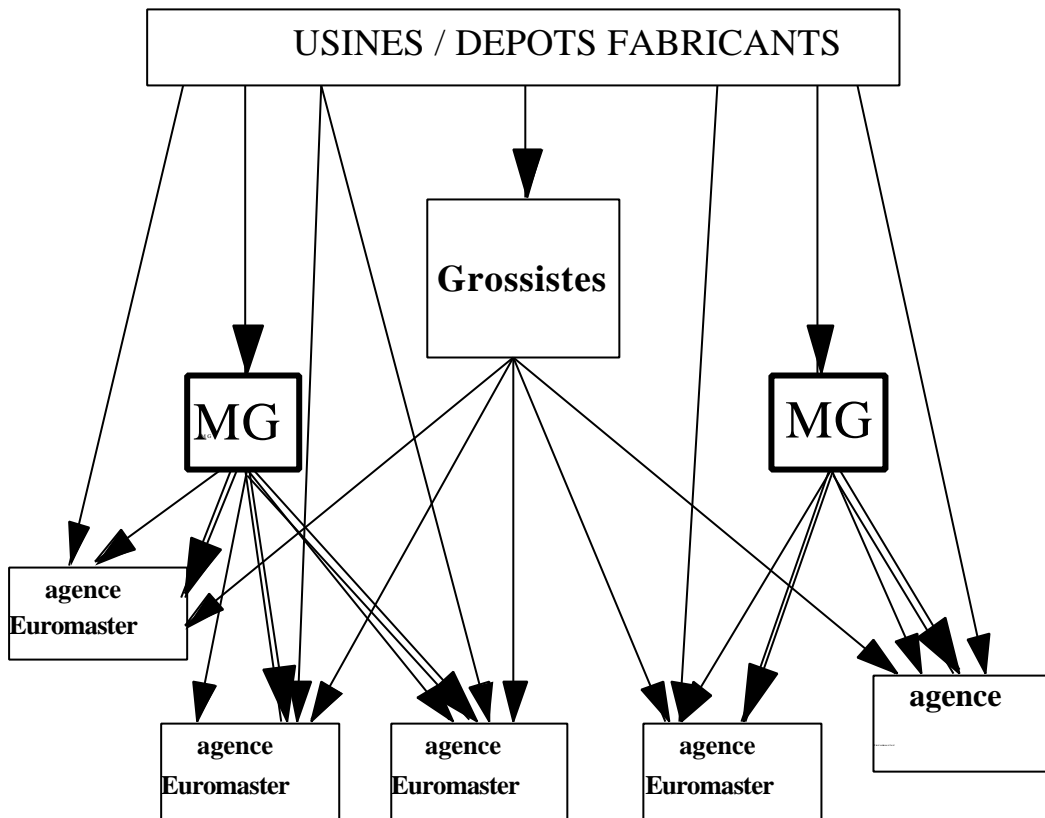 USINES / DEPOTS FABRICANTS
Grossistes
MG
MG
agence
Euromaster
agence
agence
Euromaster
agence
Euromaster
agence
Euromaster